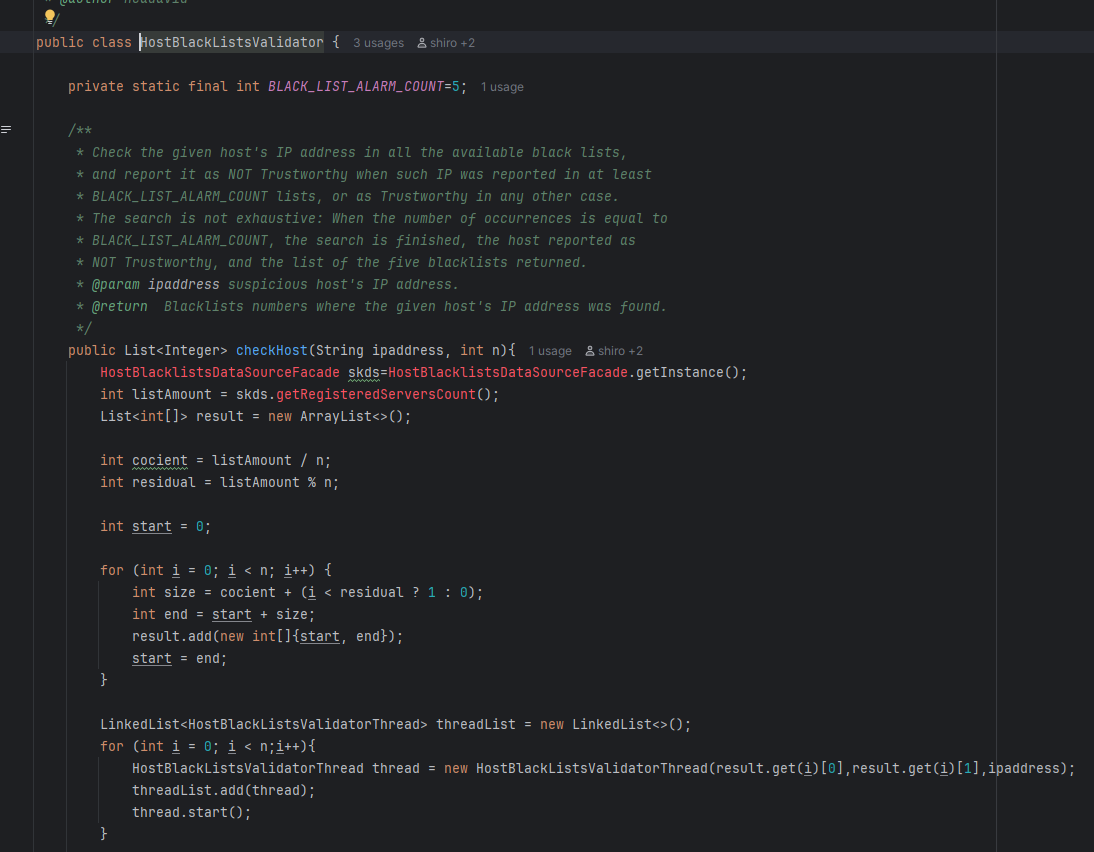 * @author hcadavid
*/
public class HostBlackListsValidator {  3 usages  shiro +2
private static final int BLACK_LIST_ALARM_COUNT=5;  1 usage
/**
* Check the given host's IP address in all the available black lists,
* and report it as NOT Trustworthy when such IP was reported in at least
* BLACK_LIST_ALARM_COUNT lists, or as Trustworthy in any other case.
* The search is not exhaustive: When the number of occurrences is equal to
* BLACK_LIST_ALARM_COUNT, the search is finished, the host reported as
* NOT Trustworthy, and the list of the five blacklists returned.
* @param ipaddress suspicious host's IP address.
* @return  Blacklists numbers where the given host's IP address was found.
*/
public List<Integer> checkHost(String ipaddress, int n){  1 usage  shiro +2
HostBlacklistsDataSourceFacade skds=HostBlacklistsDataSourceFacade.getInstance();
int listAmount = skds.getRegisteredServersCount();
List<int[]> result = new ArrayList<>();
int cocient = listAmount / n;
int residual = listAmount % n;
int start = 0;
for (int i = 0; i < n; i++) {
int size = cocient + (i < residual ? 1 : 0);
int end = start + size;
result.add(new int[]{start, end});
start = end;
}
LinkedList<HostBlackListsValidatorThread> threadList = new LinkedList<>();
for (int i = 0; i < n;i++){
HostBlackListsValidatorThread thread = new HostBlackListsValidatorThread(result.get(i)[0],result.get(i)[1],ipaddress);
threadList.add(thread);
thread.start();
}